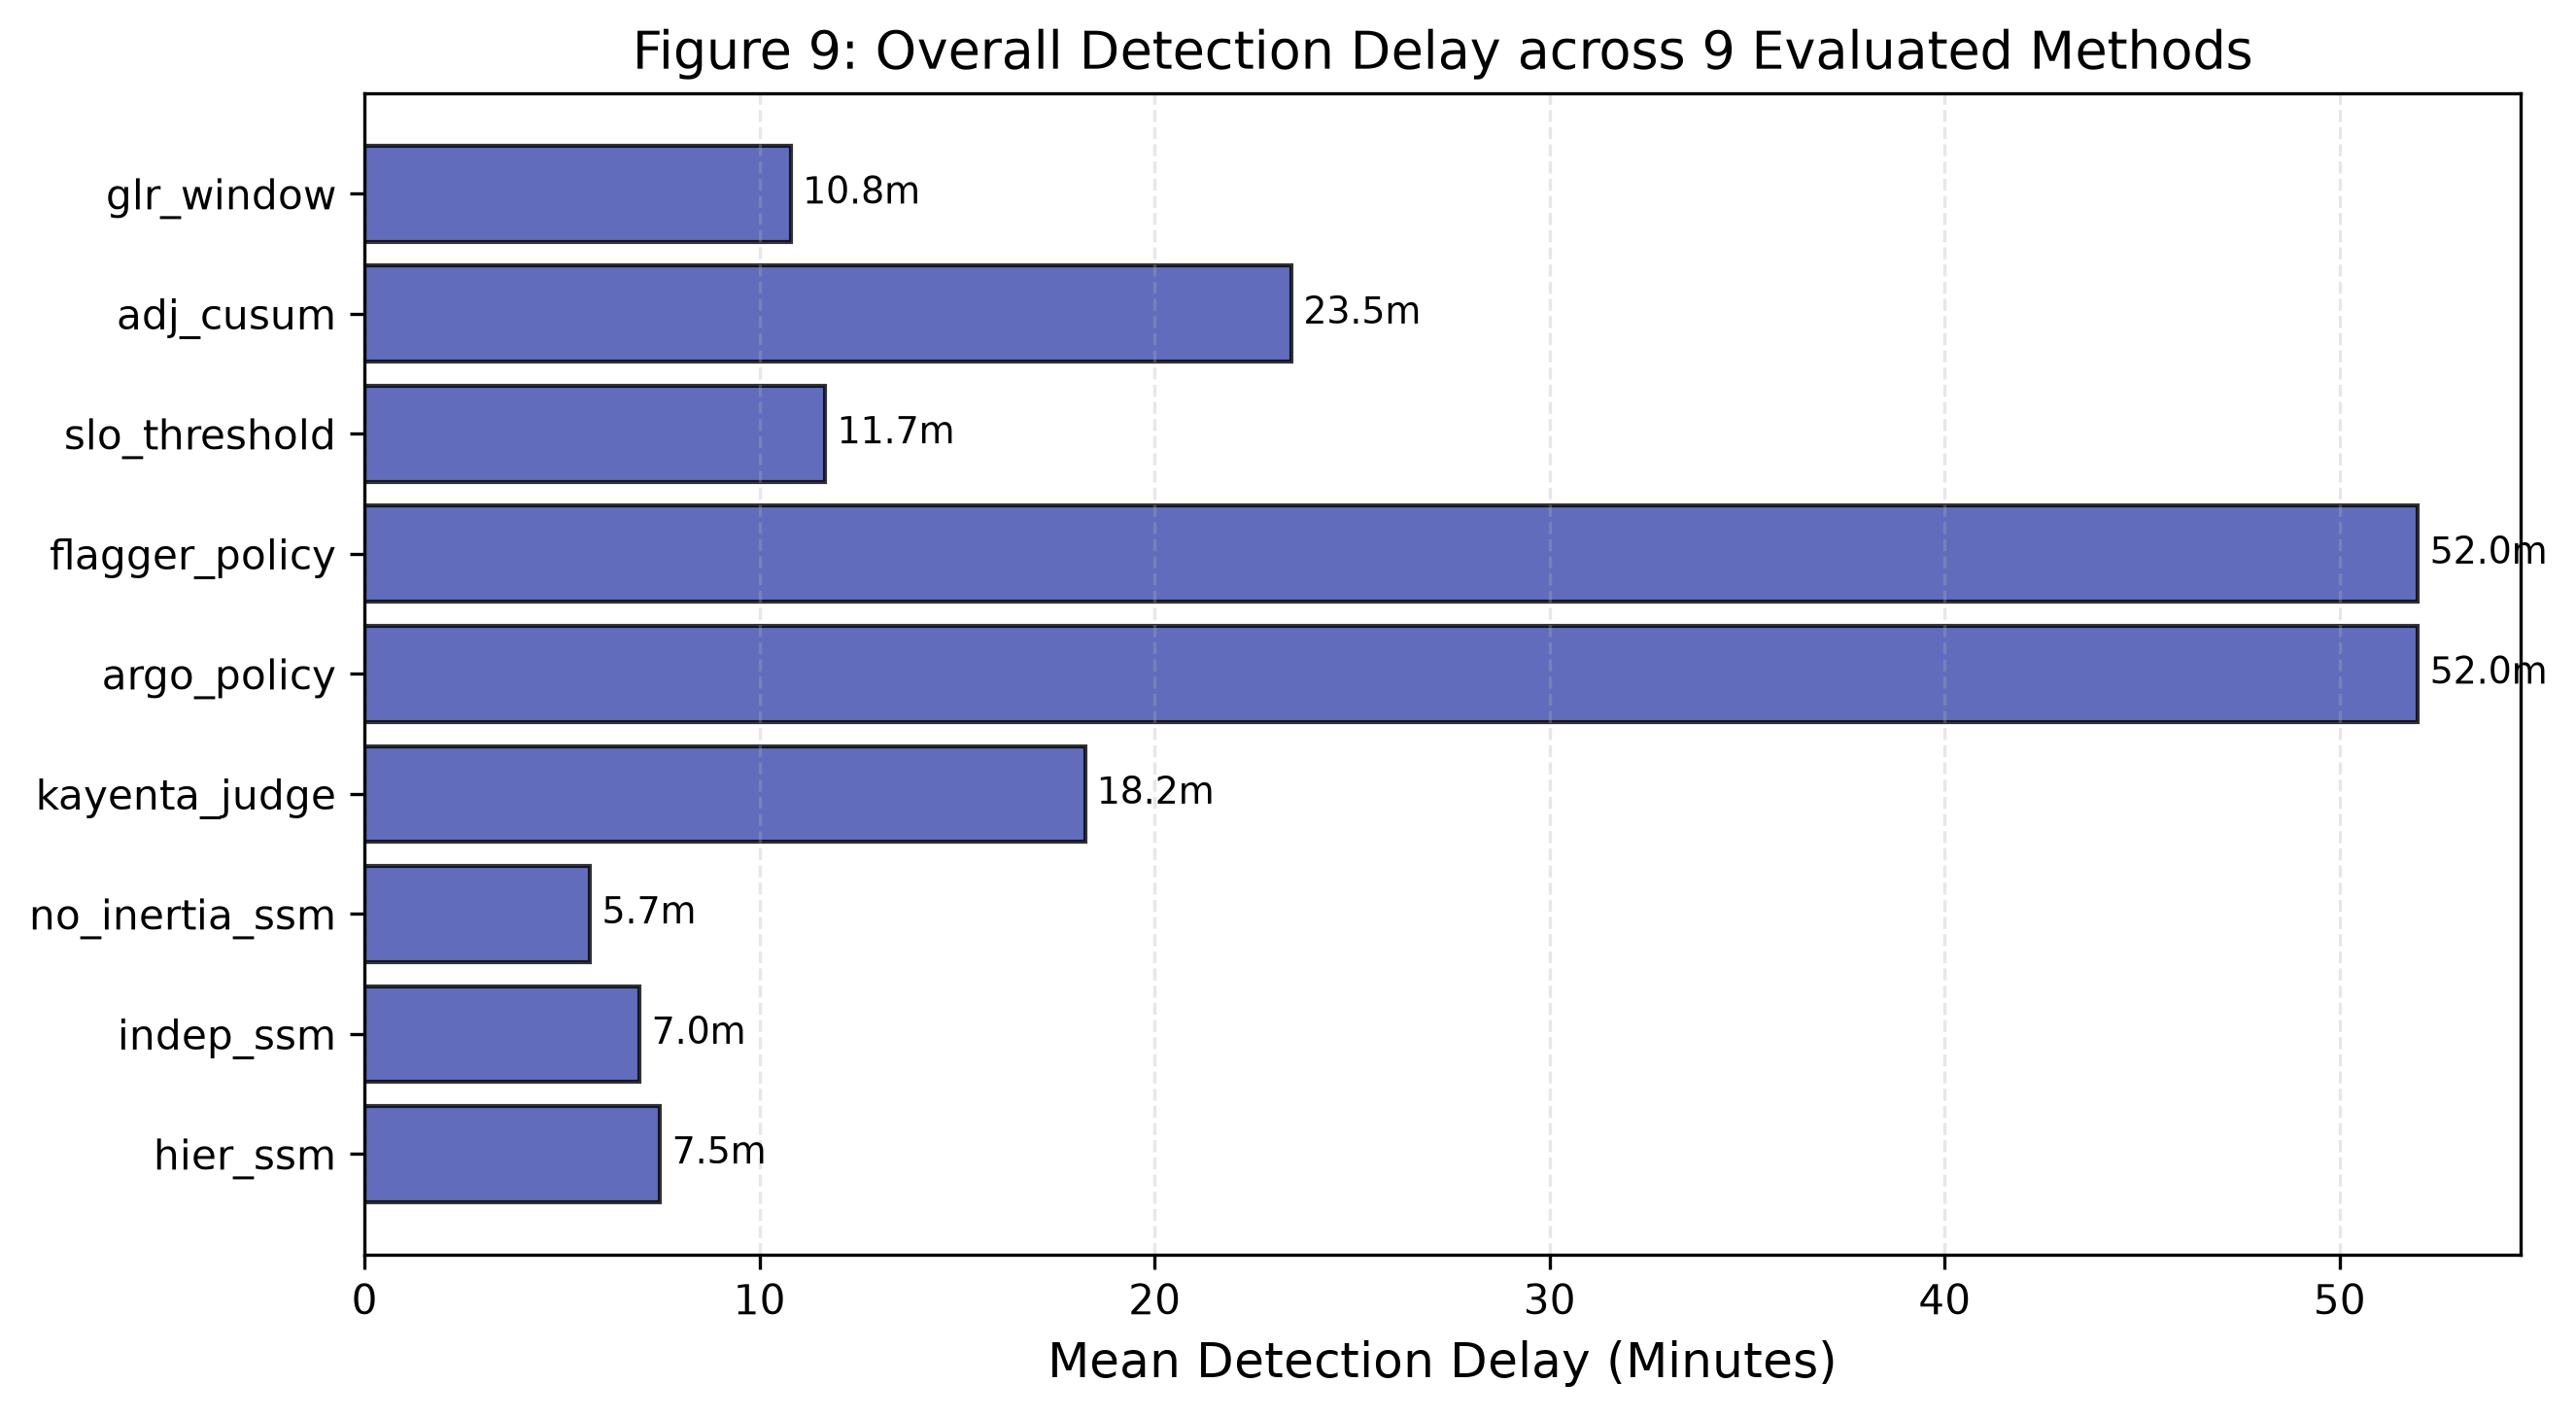 Figure 9: Overall Detection Delay across 9 Evaluated Methods
glr_window 10.8m
adj_cusum 23.5m
slo_threshold 11.7m
flagger_policy 52.0m
argo_policy 52.0m
kayenta_judge 18.2m
no_inertia_ssm 5.7m
indep_ssm 7.0m
hier_ssm 7.5m
0 10 20 30 40 50
Mean Detection Delay (Minutes)